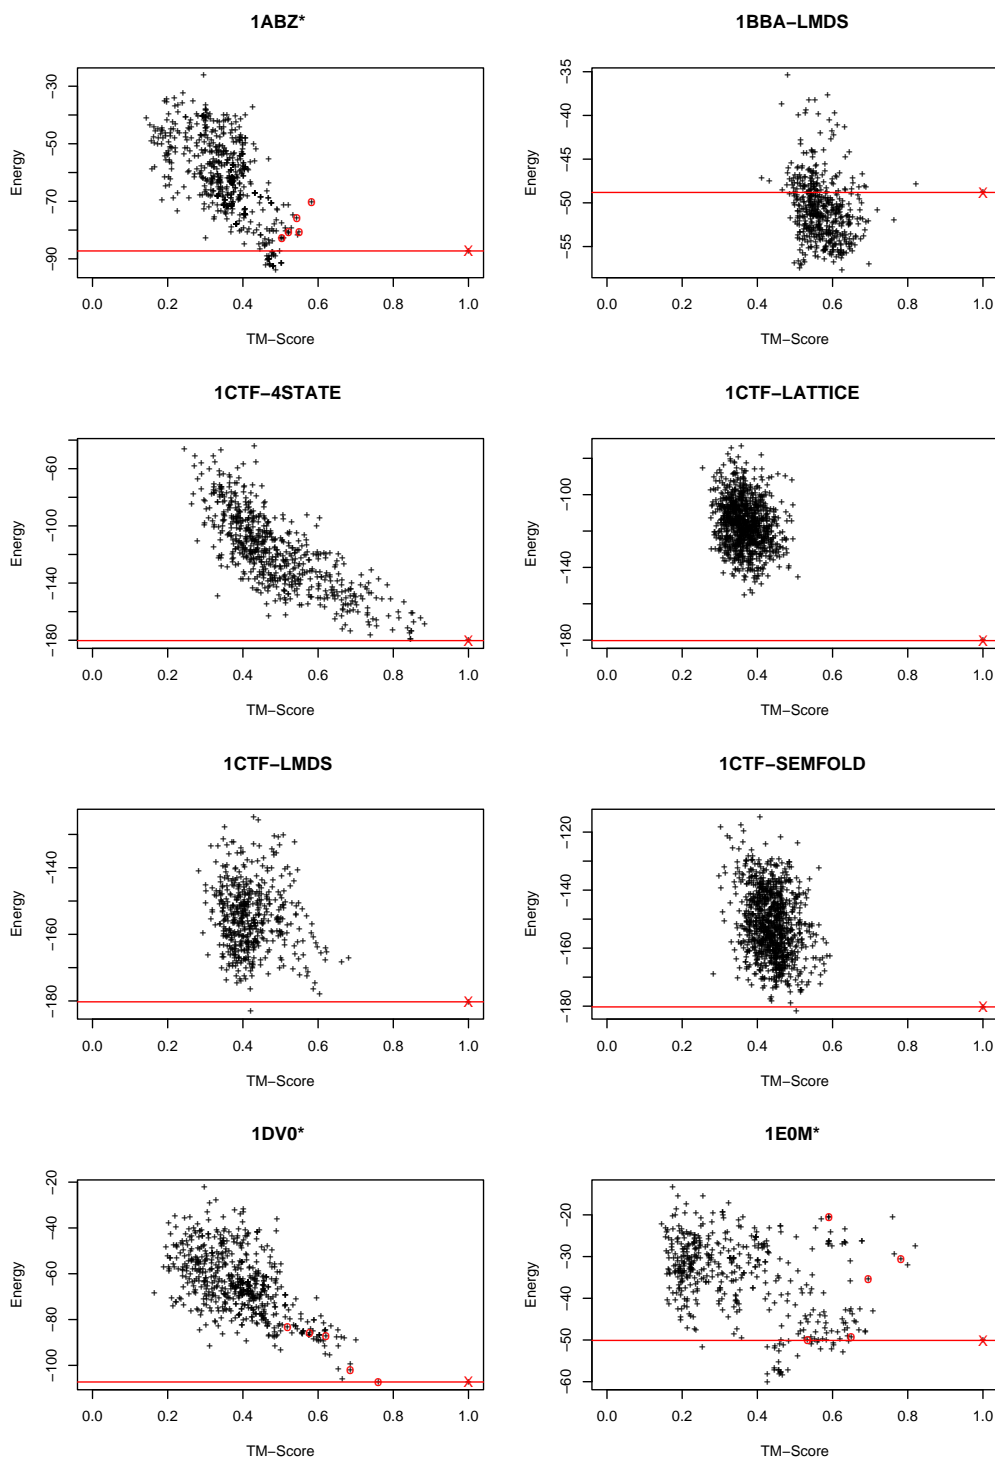 1ABZ*
Energy
−30
−50
−70
−90
0.0 0.2 0.4 0.6 0.8 1.0
TM−Score
1BBA−LMDS
Energy
−35
−40
−45
−50
−55
0.0 0.2 0.4 0.6 0.8 1.0
TM−Score
1CTF−4STATE
Energy
−60
−100
−140
−180
0.0 0.2 0.4 0.6 0.8 1.0
TM−Score
1CTF−LATTICE
Energy
−100
−140
−180
0.0 0.2 0.4 0.6 0.8 1.0
TM−Score
1CTF−LMDS
Energy
−140
−160
−180
0.0 0.2 0.4 0.6 0.8 1.0
TM−Score
1CTF−SEMFOLD
Energy
−120
−140
−160
−180
0.0 0.2 0.4 0.6 0.8 1.0
TM−Score
1DV0*
Energy
−20
−40
−60
−80
−100
0.0 0.2 0.4 0.6 0.8 1.0
TM−Score
1E0M*
Energy
−20
−30
−40
−50
−60
0.0 0.2 0.4 0.6 0.8 1.0
TM−Score